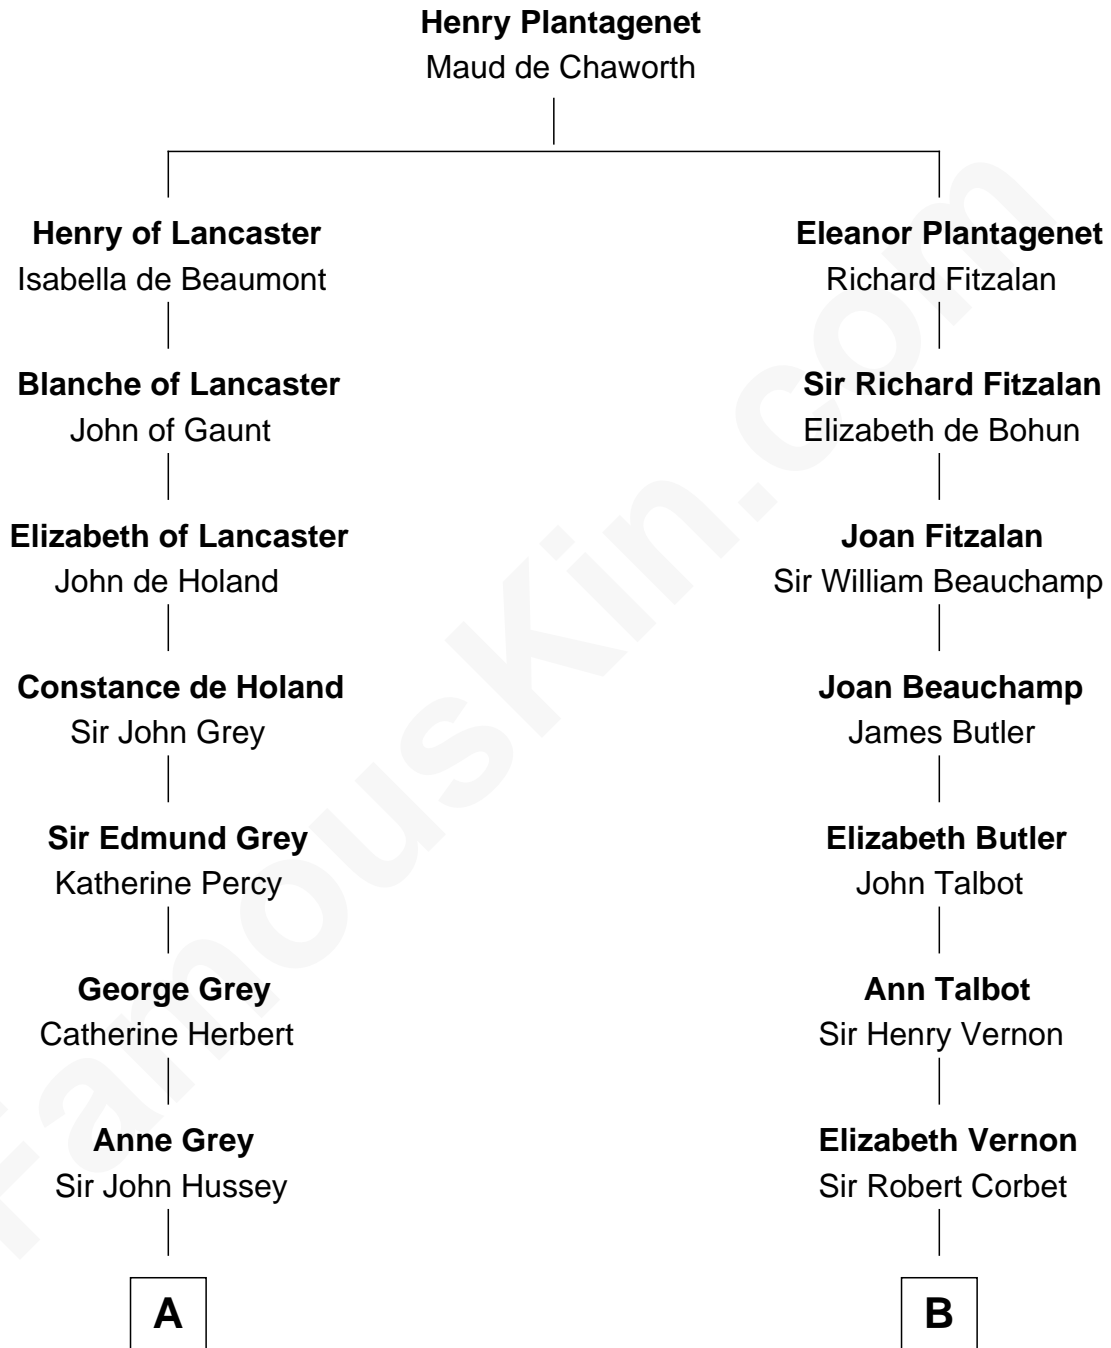 Henry Plantagenet
Maud de Chaworth
Henry of Lancaster
Isabella de Beaumont
Eleanor Plantagenet
Richard Fitzalan
Blanche of Lancaster
John of Gaunt
Sir Richard Fitzalan
Elizabeth de Bohun
Elizabeth of Lancaster
John de Holand
Joan Fitzalan
Sir William Beauchamp
Constance de Holand
Sir John Grey
Joan Beauchamp
James Butler
Sir Edmund Grey
Katherine Percy
Elizabeth Butler
John Talbot
George Grey
Catherine Herbert
Ann Talbot
Sir Henry Vernon
Anne Grey
Sir John Hussey
Elizabeth Vernon
Sir Robert Corbet
A
B
FamousKin.com